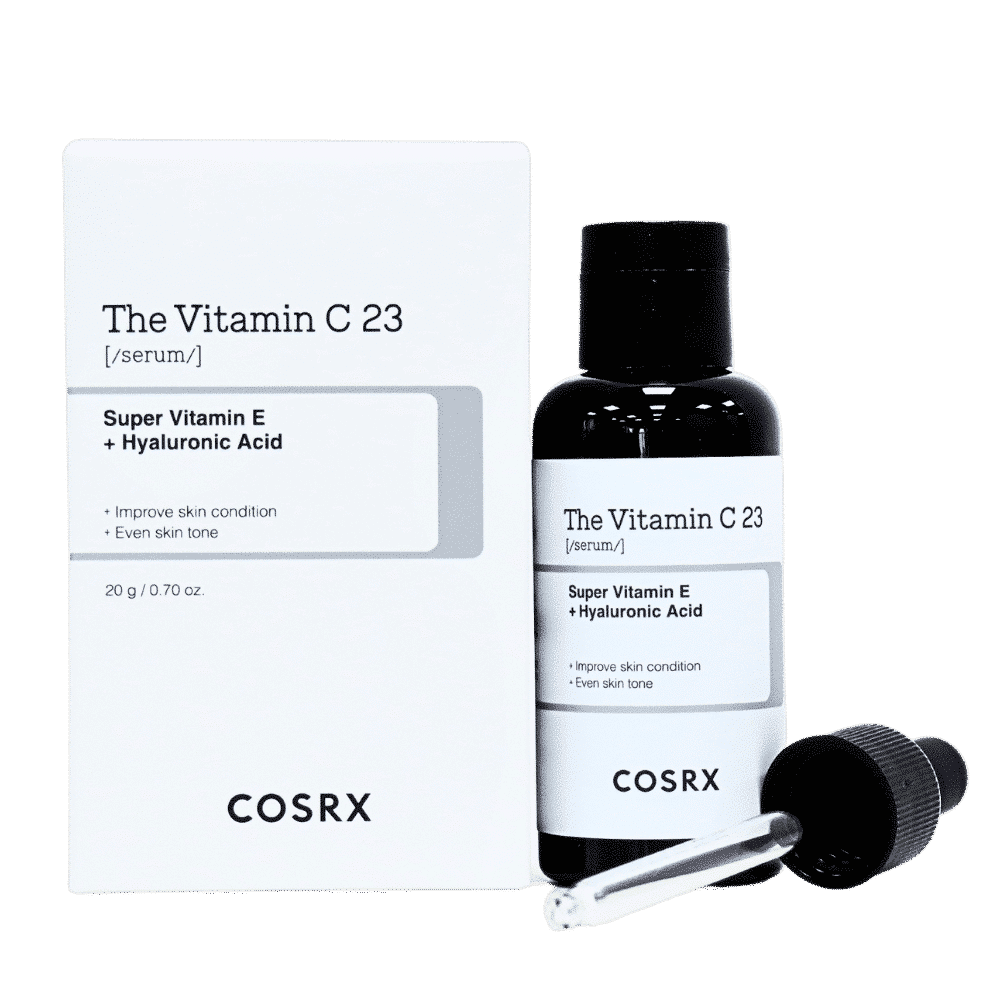 The Vitamin C 23
[/serum/]
Super Vitamin E
+ Hyaluronic Acid
+ Improve skin condition
+ Even skin tone
20 g / 0.70 oz.
COSRX
The Vitamin C 23
[/serum/]
Super Vitamin E
+ Hyaluronic Acid
+ Improve skin condition
+ Even skin tone
COSRX